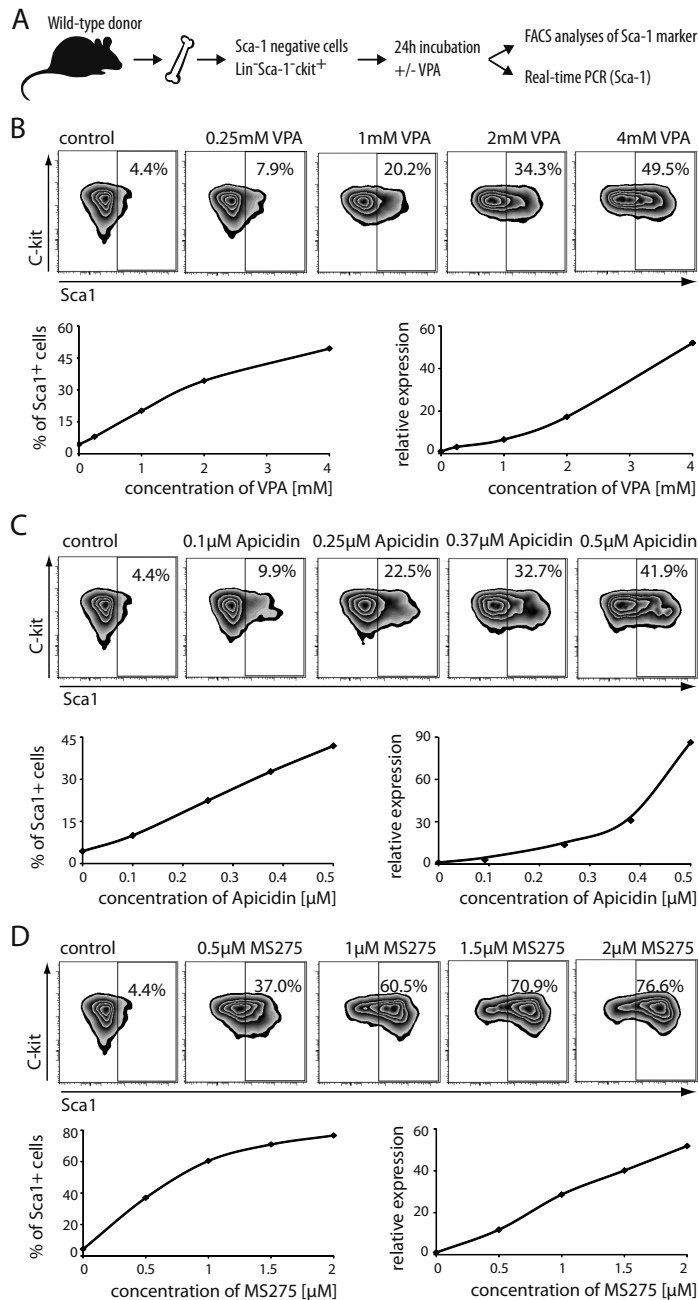 A
Wild-type donor
Sca-1 negative cells
Lin⁻Sca-1⁻ckit⁺
24h incubation
+/- VPA
FACS analyses of Sca-1 marker
Real-time PCR (Sca-1)
B
control 0.25mM VPA 1mM VPA 2mM VPA 4mM VPA
4.4% 7.9% 20.2% 34.3% 49.5%
C-kit
Sca1
% of Sca1⁺ cells
60
45
30
15
0
0 1 2 3 4
concentration of VPA [mM]
relative expression
60
40
20
0
0 1 2 3 4
concentration of VPA [mM]
C
control 0.1µM Apicidin 0.25µM Apicidin 0.37µM Apicidin 0.5µM Apicidin
4.4% 9.9% 22.5% 32.7% 41.9%
C-kit
Sca1
% of Sca1+ cells
45
30
15
0
0 0.1 0.2 0.3 0.4 0.5
concentration of Apicidin [µM]
relative expression
90
60
30
0
0 0.1 0.2 0.3 0.4 0.5
concentration of Apicidin [µM]
D
control 0.5µM MS275 1µM MS275 1.5µM MS275 2µM MS275
4.4% 37.0% 60.5% 70.9% 76.6%
C-kit
Sca1
% of Sca1+ cells
80
60
40
20
0
0 0.5 1 1.5 2
concentration of MS275 [µM]
relative expression
60
40
20
0
0 0.5 1 1.5 2
concentration of MS275 [µM]